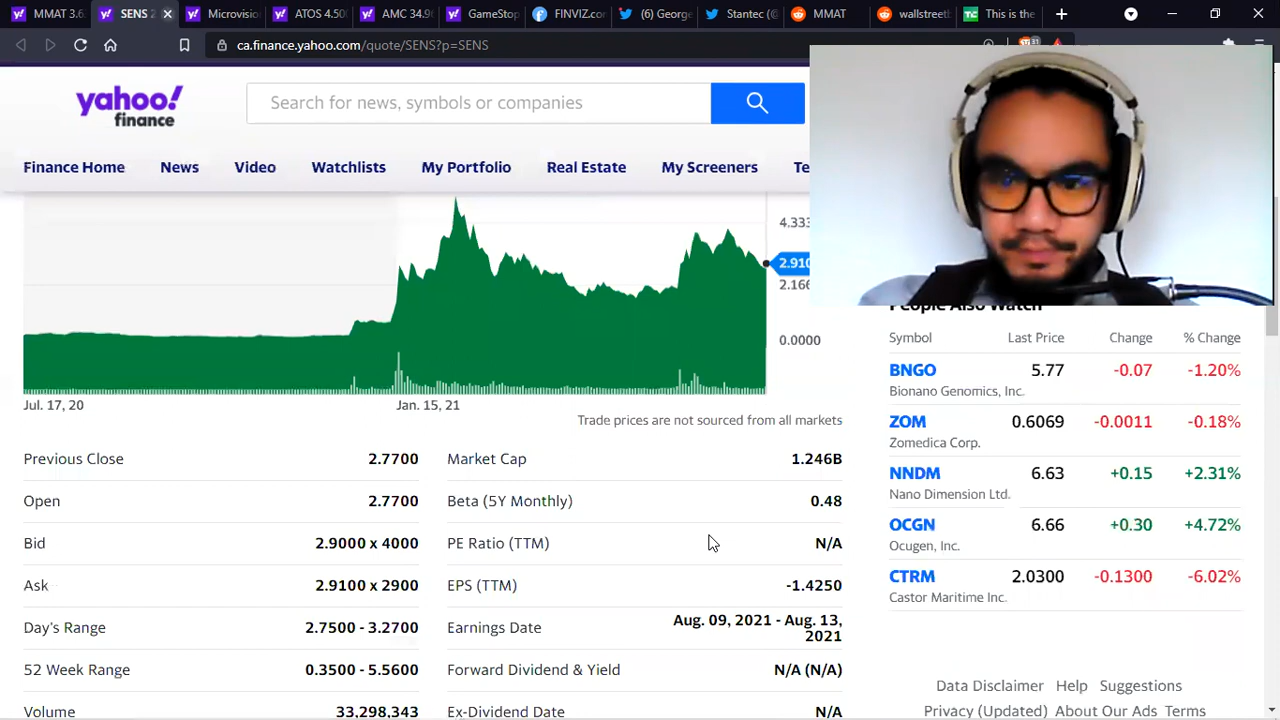 MMAT 3.6
SENS 2
Microvision
ATOS 4.50
AMC 34.9
GameStop
FINVIZ.co
(6) George
Stantec (@
MMAT
wallstreet
This is the
ca.finance.yahoo.com/quote/SENS?p=SENS
yahoo!
finance
Search for news, symbols or companies
Finance Home
News
Video
Watchlists
My Portfolio
Real Estate
My Screeners
Te
4.333
2.910
2.166
0.0000
Jul. 17, 20
Jan. 15, 21
Trade prices are not sourced from all markets
Previous Close 2.7700
Open 2.7700
Bid 2.9000 x 4000
Ask 2.9100 x 2900
Day's Range 2.7500 - 3.2700
52 Week Range 0.3500 - 5.5600
Volume 33,298,343
Market Cap 1.246B
Beta (5Y Monthly) 0.48
PE Ratio (TTM) N/A
EPS (TTM) -1.4250
Earnings Date Aug. 09, 2021 - Aug. 13,
2021
Forward Dividend & Yield N/A (N/A)
Ex-Dividend Date N/A
People Also Watch
Symbol Last Price Change % Change
BNGO 5.77 -0.07 -1.20%
Bionano Genomics, Inc.
ZOM 0.6069 -0.0011 -0.18%
Zomedica Corp.
NNDM 6.63 +0.15 +2.31%
Nano Dimension Ltd.
OCGN 6.66 +0.30 +4.72%
Ocugen, Inc.
CTRM 2.0300 -0.1300 -6.02%
Castor Maritime Inc.
Data Disclaimer Help Suggestions
Privacy (Updated) About Our Ads Terms